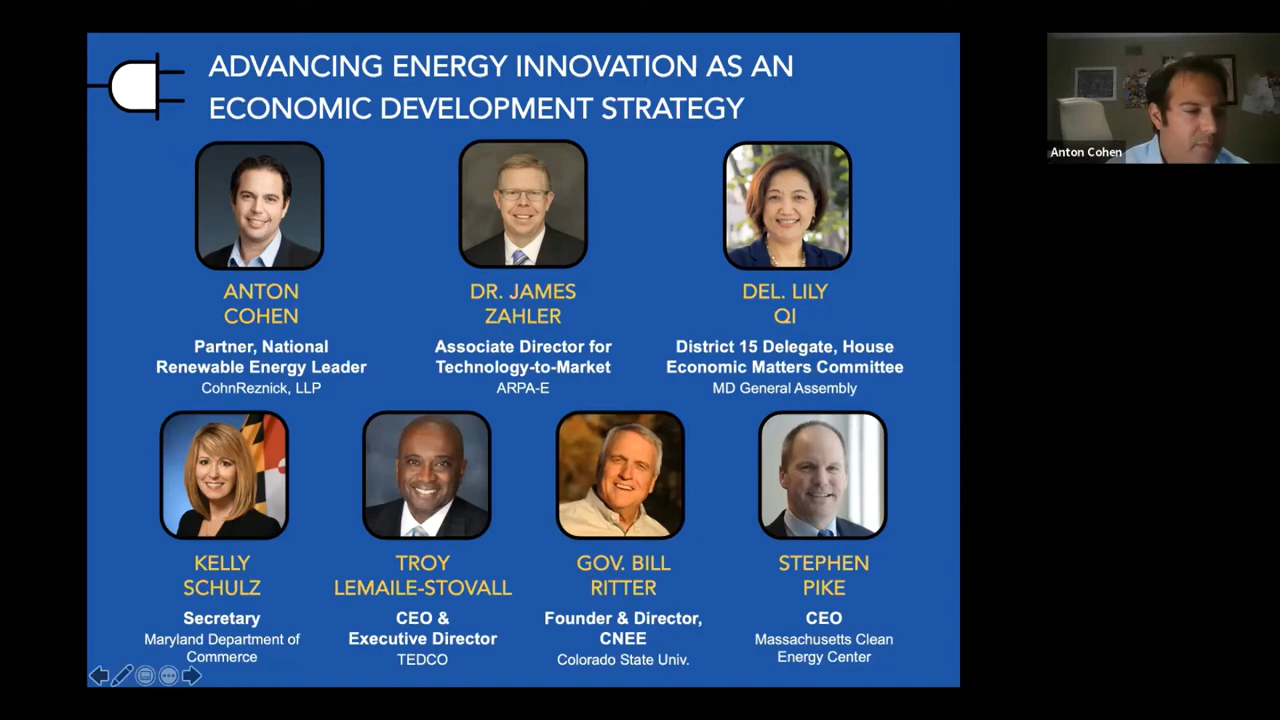 ADVANCING ENERGY INNOVATION AS AN
ECONOMIC DEVELOPMENT STRATEGY
Anton Cohen
ANTON
COHEN
Partner, National
Renewable Energy Leader
CohnReznick, LLP
DR. JAMES
ZAHLER
Associate Director for
Technology-to-Market
ARPA-E
DEL. LILY
QI
District 15 Delegate, House
Economic Matters Committee
MD General Assembly
KELLY
SCHULZ
Secretary
Maryland Department of
Commerce
TROY
LEMAILE-STOVALL
CEO &
Executive Director
TEDCO
GOV. BILL
RITTER
Founder & Director,
CNEE
Colorado State Univ.
STEPHEN
PIKE
CEO
Massachusetts Clean
Energy Center